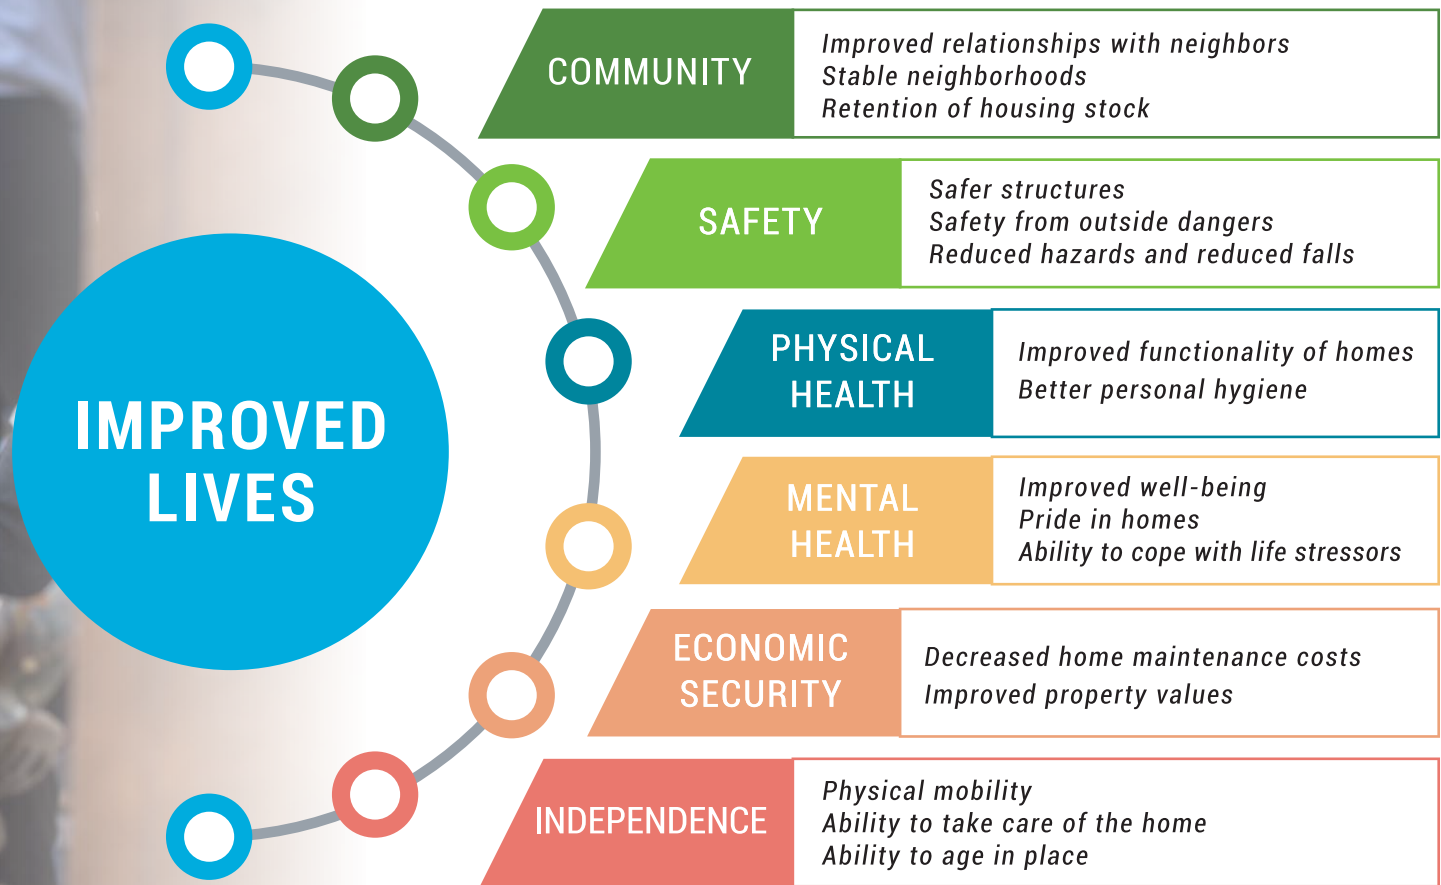 COMMUNITY
Improved relationships with neighbors
Stable neighborhoods
Retention of housing stock
SAFETY
Safer structures
Safety from outside dangers
Reduced hazards and reduced falls
IMPROVED
LIVES
PHYSICAL
HEALTH
Improved functionality of homes
Better personal hygiene
MENTAL
HEALTH
Improved well-being
Pride in homes
Ability to cope with life stressors
ECONOMIC
SECURITY
Decreased home maintenance costs
Improved property values
INDEPENDENCE
Physical mobility
Ability to take care of the home
Ability to age in place